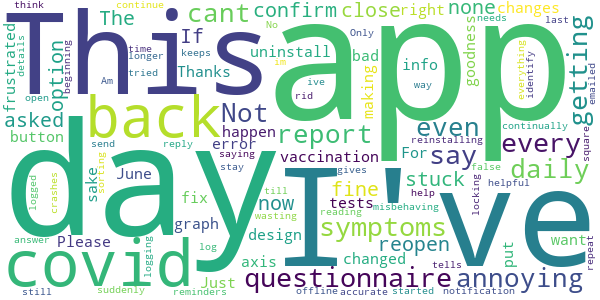 think
continue
cant
confirm
close
right
none
changes
The
No
Only
needs
last
This
app
If
frustrated
details
beginning
time
longer
keeps
tried
Am
uninstall
bad
info
goodness
everything
identify
emailed
option
Thanks
im
ive
way
rid
getting
open
back
Not
making
asked
button
happen
error
report
even
say
every
reinstalling
continually
square
send
reply
saying
stay
vaccination
For
false
day
I've
sake
June
fix
fine
stuck
daily
logged
crashes
sorting
till
now
tests
help
locking
helpful
misbehaving
reading
wasting
Please
graph
design
symptoms
reopen
put
want
repeat
answer
logging
Just
log
axis
changed
gives
tells
covid
questionnaire
annoying
still
suddenly
reminders
offline
accurate
started
notification